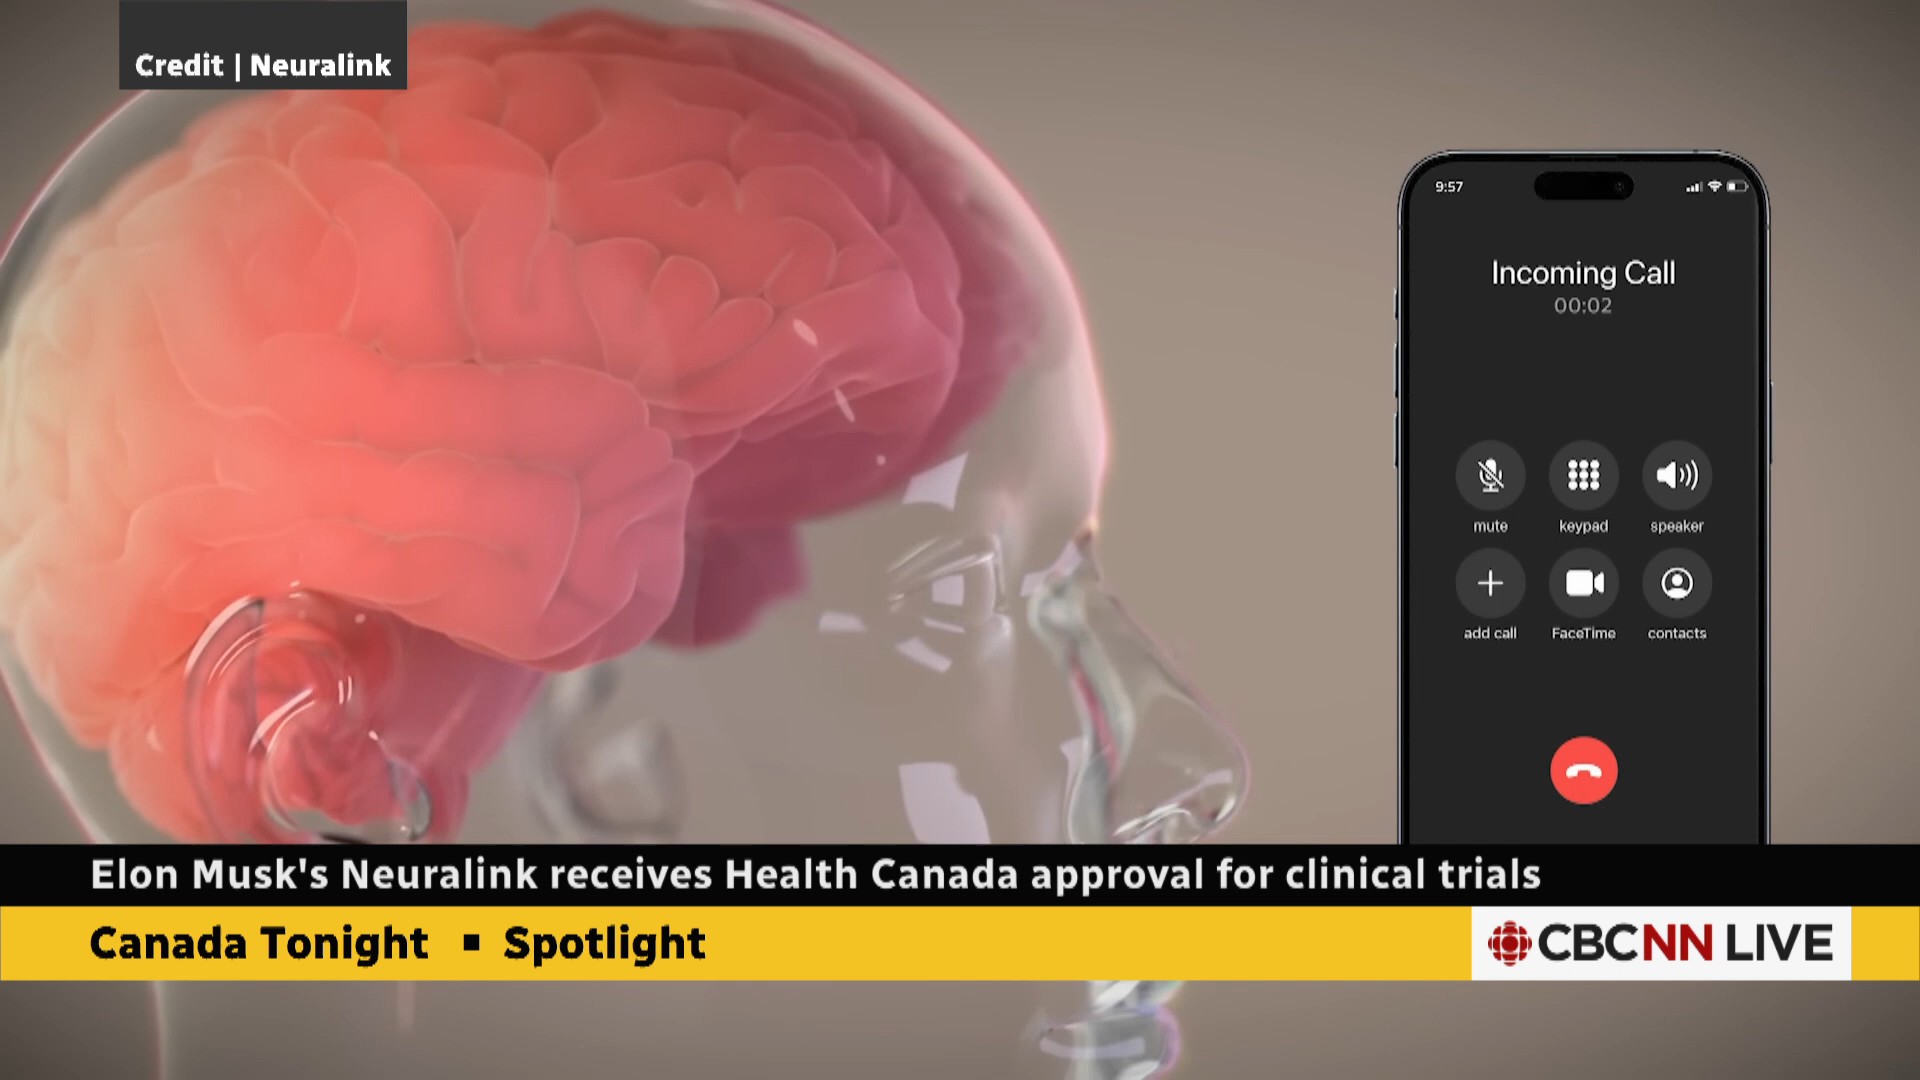 Credit | Neuralink
9:57
Incoming Call
00:02
mute keypad speaker
add call FaceTime contacts
Elon Musk's Neuralink receives Health Canada approval for clinical trials
Canada Tonight ▪ Spotlight
CBCNN LIVE